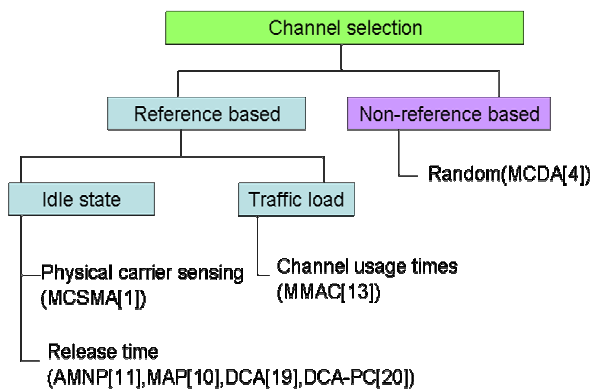 Channel selection
Reference based
Non-reference based
Random(MCDA[4])
Idle state
Traffic load
Physical carrier sensing
(MCSMA[1])
Channel usage times
(MMAC[13])
Release time
(AMNP[11],MAP[10],DCA[19],DCA-PC[20])